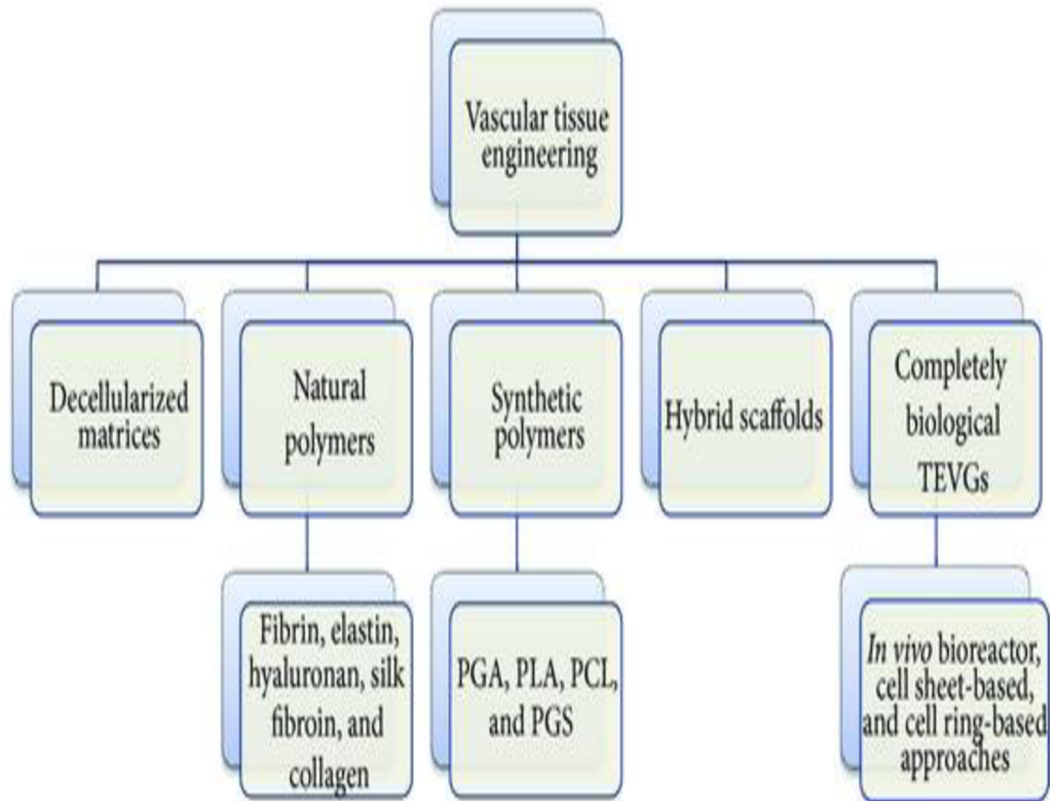 Vascular tissue
engineering
Decellularized
matrices
Natural
polymers
Synthetic
polymers
Hybrid scaffolds
Completely
biological
TEVGs
Fibrin, elastin,
hyaluronan, silk
fibroin, and
collagen
PGA, PLA, PCL,
and PGS
In vivo bioreactor,
cell sheet-based,
and cell ring-based
approaches